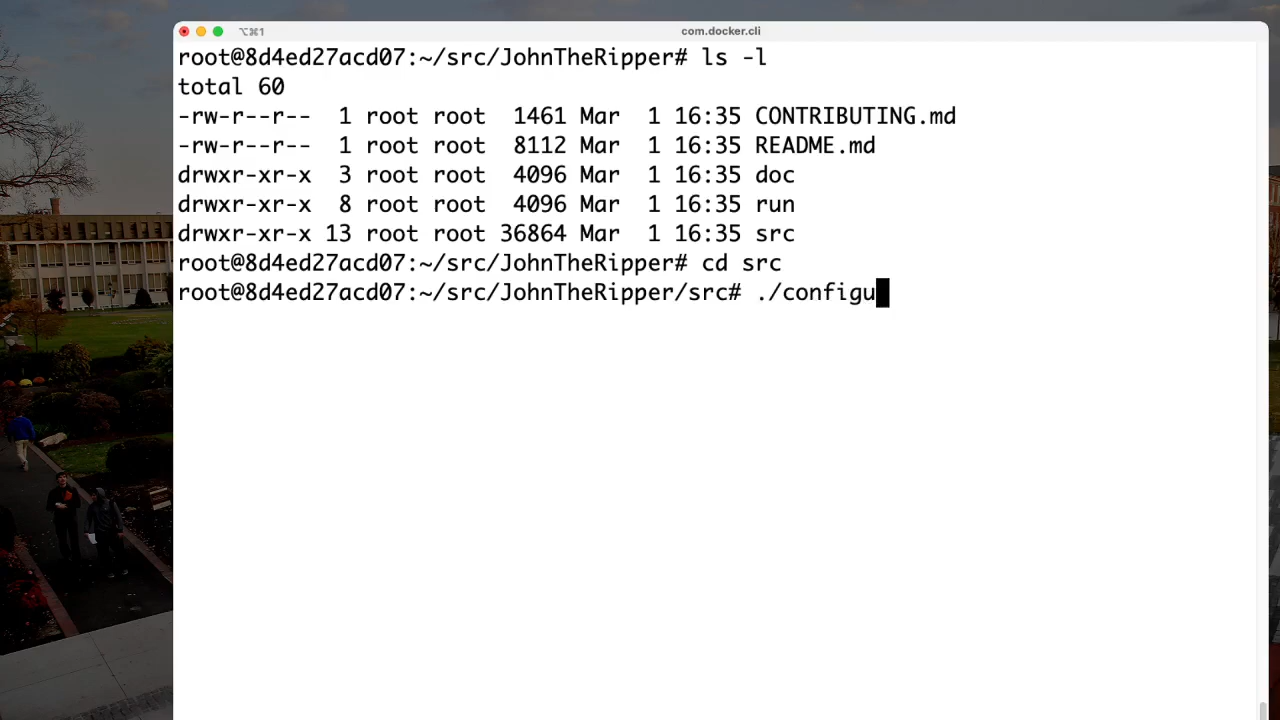 ⌥⌘1
com.docker.cli
root@8d4ed27acd07:~/src/JohnTheRipper# ls -l
total 60
-rw-r--r--  1 root root  1461 Mar  1 16:35 CONTRIBUTING.md
-rw-r--r--  1 root root  8112 Mar  1 16:35 README.md
drwxr-xr-x  3 root root  4096 Mar  1 16:35 doc
drwxr-xr-x  8 root root  4096 Mar  1 16:35 run
drwxr-xr-x 13 root root 36864 Mar  1 16:35 src
root@8d4ed27acd07:~/src/JohnTheRipper# cd src
root@8d4ed27acd07:~/src/JohnTheRipper/src# ./configu